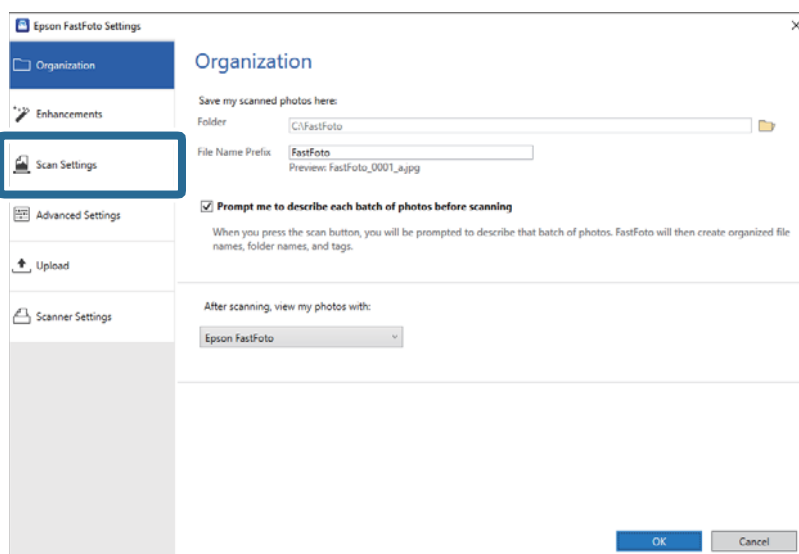 Epson FastFoto Settings
Organization
Enhancements
Scan Settings
Advanced Settings
Upload
Scanner Settings
Organization
Save my scanned photos here:
Folder
C:\FastFoto
File Name Prefix
FastFoto
Preview: FastFoto_0001_a.jpg
Prompt me to describe each batch of photos before scanning
When you press the scan button, you will be prompted to describe that batch of photos. FastFoto will then create organized file
names, folder names, and tags.
After scanning, view my photos with:
Epson FastFoto
OK
Cancel